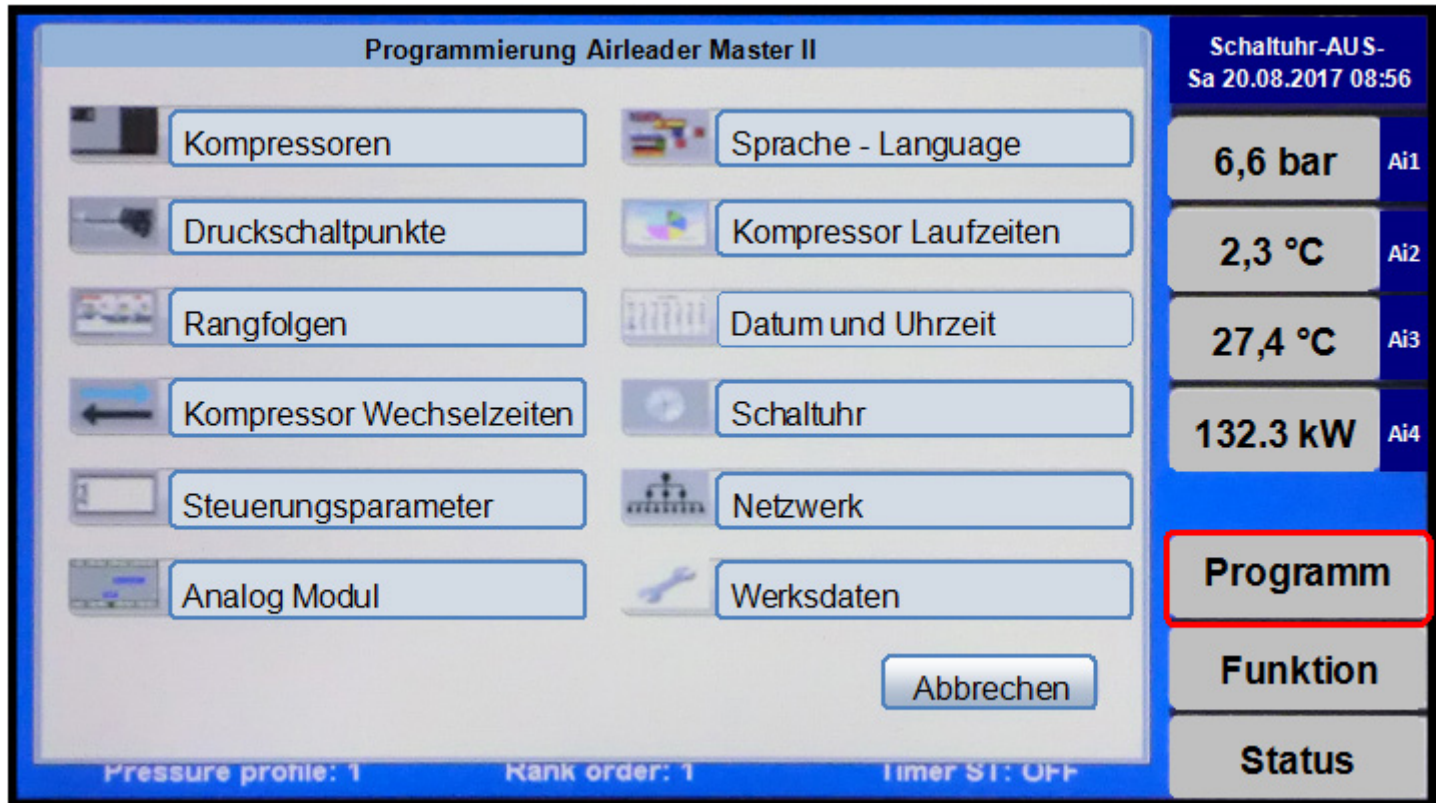 Programmierung Airleader Master II
Kompressoren
Sprache - Language
Druckschaltpunkte
Kompressor Laufzeiten
Rangfolgen
Datum und Uhrzeit
Kompressor Wechselzeiten
Schaltuhr
Steuerungsparameter
Netzwerk
Analog Modul
Werksdaten
Abbrechen
Pressure profile: 1 Rank order: 1 Timer ST: OFF
Schaltuhr-AUS-
Sa 20.08.2017 08:56
6,6 bar Ai1
2,3 °C Ai2
27,4 °C Ai3
132.3 kW Ai4
Programm
Funktion
Status